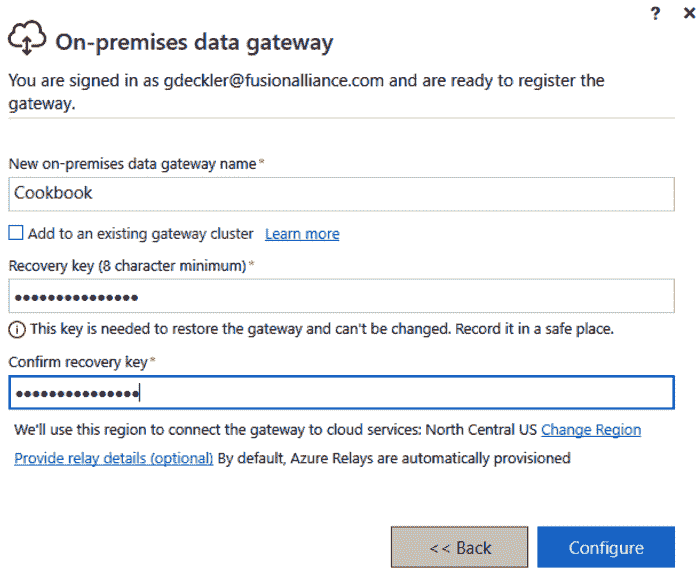 ? ×
On-premises data gateway
You are signed in as gdeckler@fusionalliance.com and are ready to register the
gateway.
New on-premises data gateway name*
Cookbook
Add to an existing gateway cluster Learn more
Recovery key (8 character minimum)*
●●●●●●●●●●●●●●●
This key is needed to restore the gateway and can't be changed. Record it in a safe place.
Confirm recovery key*
●●●●●●●●●●●●●●●
We'll use this region to connect the gateway to cloud services: North Central US Change Region
Provide relay details (optional) By default, Azure Relays are automatically provisioned
<< Back Configure